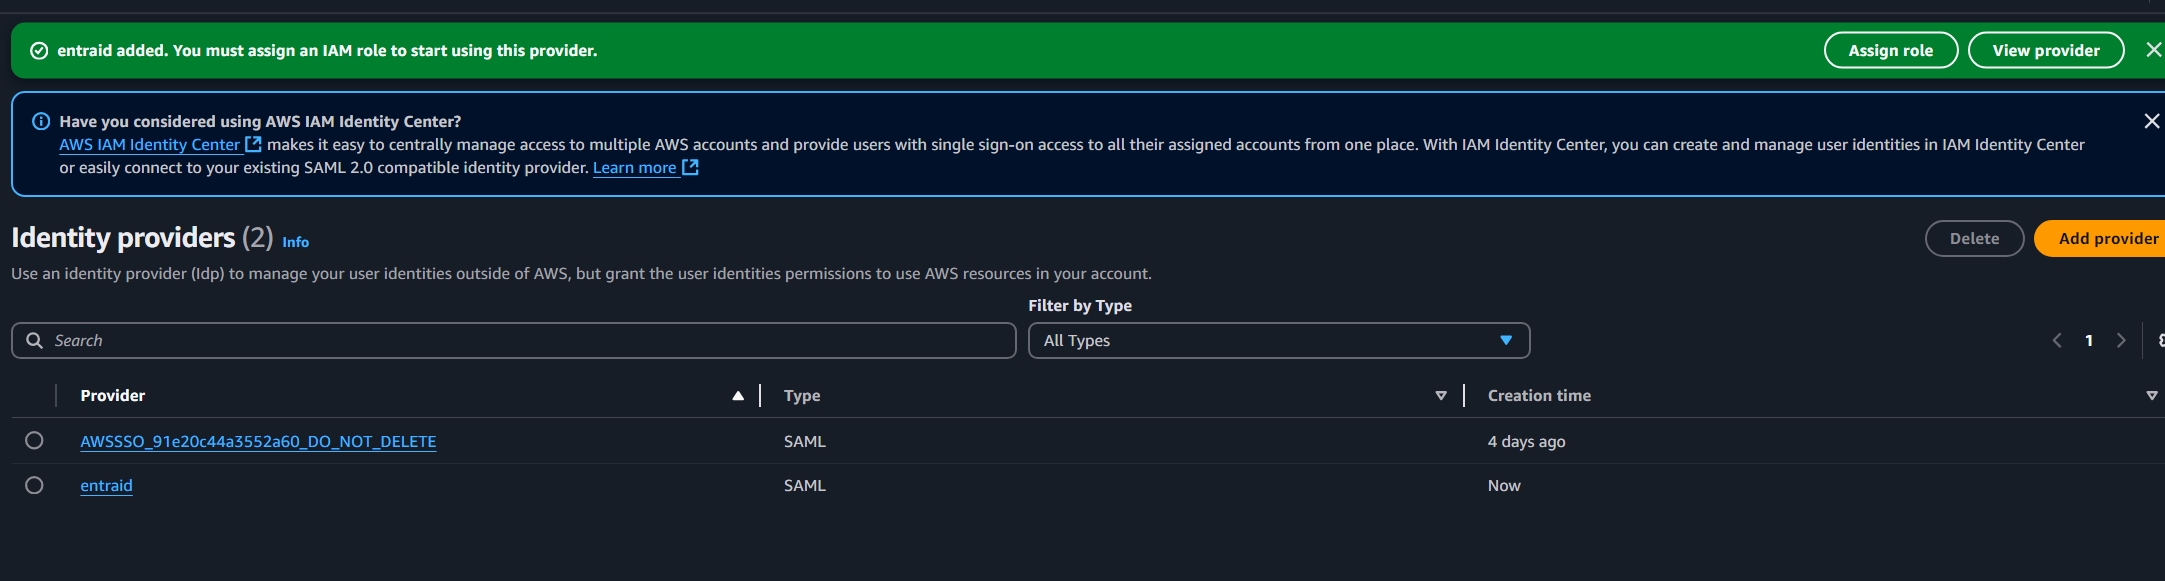 entraid added. You must assign an IAM role to start using this provider.
Assign role
View provider
Have you considered using AWS IAM Identity Center?
AWS IAM Identity Center makes it easy to centrally manage access to multiple AWS accounts and provide users with single sign-on access to all their assigned accounts from one place. With IAM Identity Center, you can create and manage user identities in IAM Identity Center
or easily connect to your existing SAML 2.0 compatible identity provider. Learn more
Identity providers (2) Info
Delete
Add provider
Use an identity provider (Idp) to manage your user identities outside of AWS, but grant the user identities permissions to use AWS resources in your account.
Filter by Type
Search
All Types
1
Provider
Type
Creation time
AWSSSO_91e20c44a3552a60_DO_NOT_DELETE
SAML
4 days ago
entraid
SAML
Now